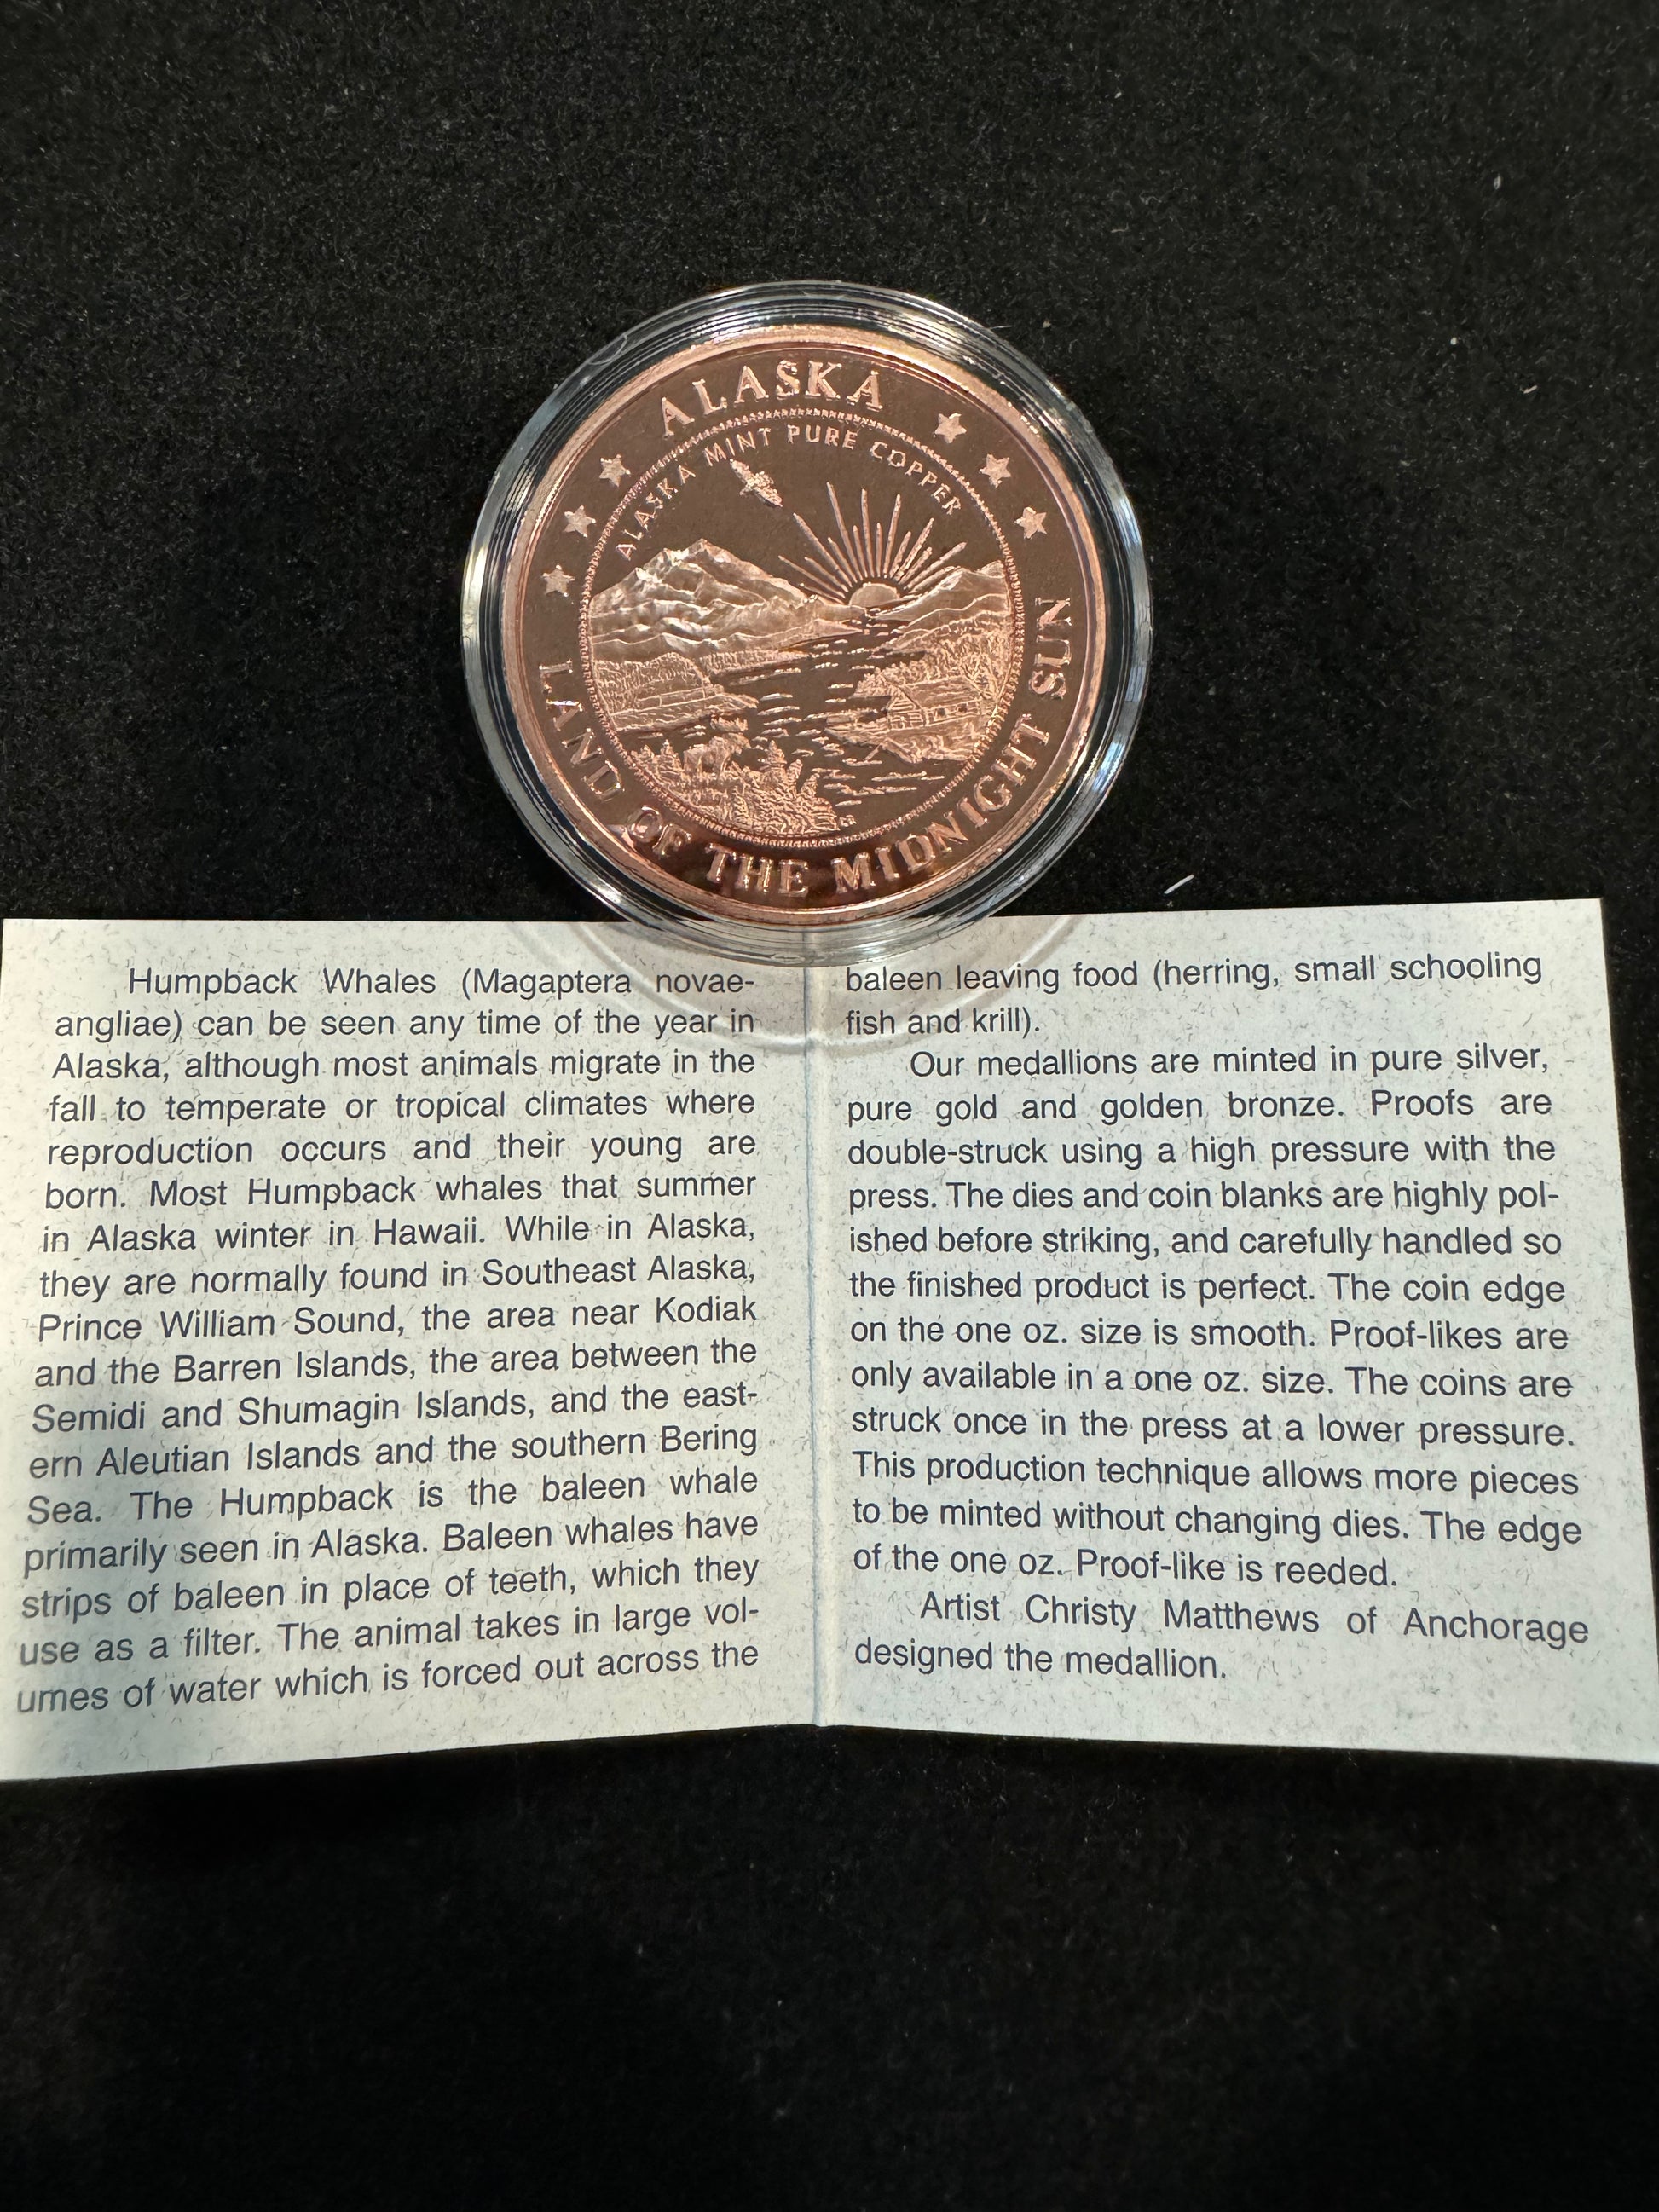 ALASKA
ALASKA MINT PURE COPPER
LAND OF THE MIDNIGHT SUN
Humpback Whales (Magaptera novae-
angliae) can be seen any time of the year in
Alaska, although most animals migrate in the
fall to temperate or tropical climates where
reproduction occurs and their young are
born. Most Humpback whales that summer
in Alaska winter in Hawaii. While in Alaska,
they are normally found in Southeast Alaska,
Prince William Sound, the area near Kodiak
and the Barren Islands, the area between the
Semidi and Shumagin Islands, and the east-
ern Aleutian Islands and the southern Bering
Sea. The Humpback is the baleen whale
primarily seen in Alaska. Baleen whales have
strips of baleen in place of teeth, which they
use as a filter. The animal takes in large vol-
umes of water which is forced out across the
baleen leaving food (herring, small schooling
fish and krill).
Our medallions are minted in pure silver,
pure gold and golden bronze. Proofs are
double-struck using a high pressure with the
press. The dies and coin blanks are highly pol-
ished before striking, and carefully handled so
the finished product is perfect. The coin edge
on the one oz. size is smooth. Proof-likes are
only available in a one oz. size. The coins are
struck once in the press at a lower pressure.
This production technique allows more pieces
to be minted without changing dies. The edge
of the one oz. Proof-like is reeded.
Artist Christy Matthews of Anchorage
designed the medallion.